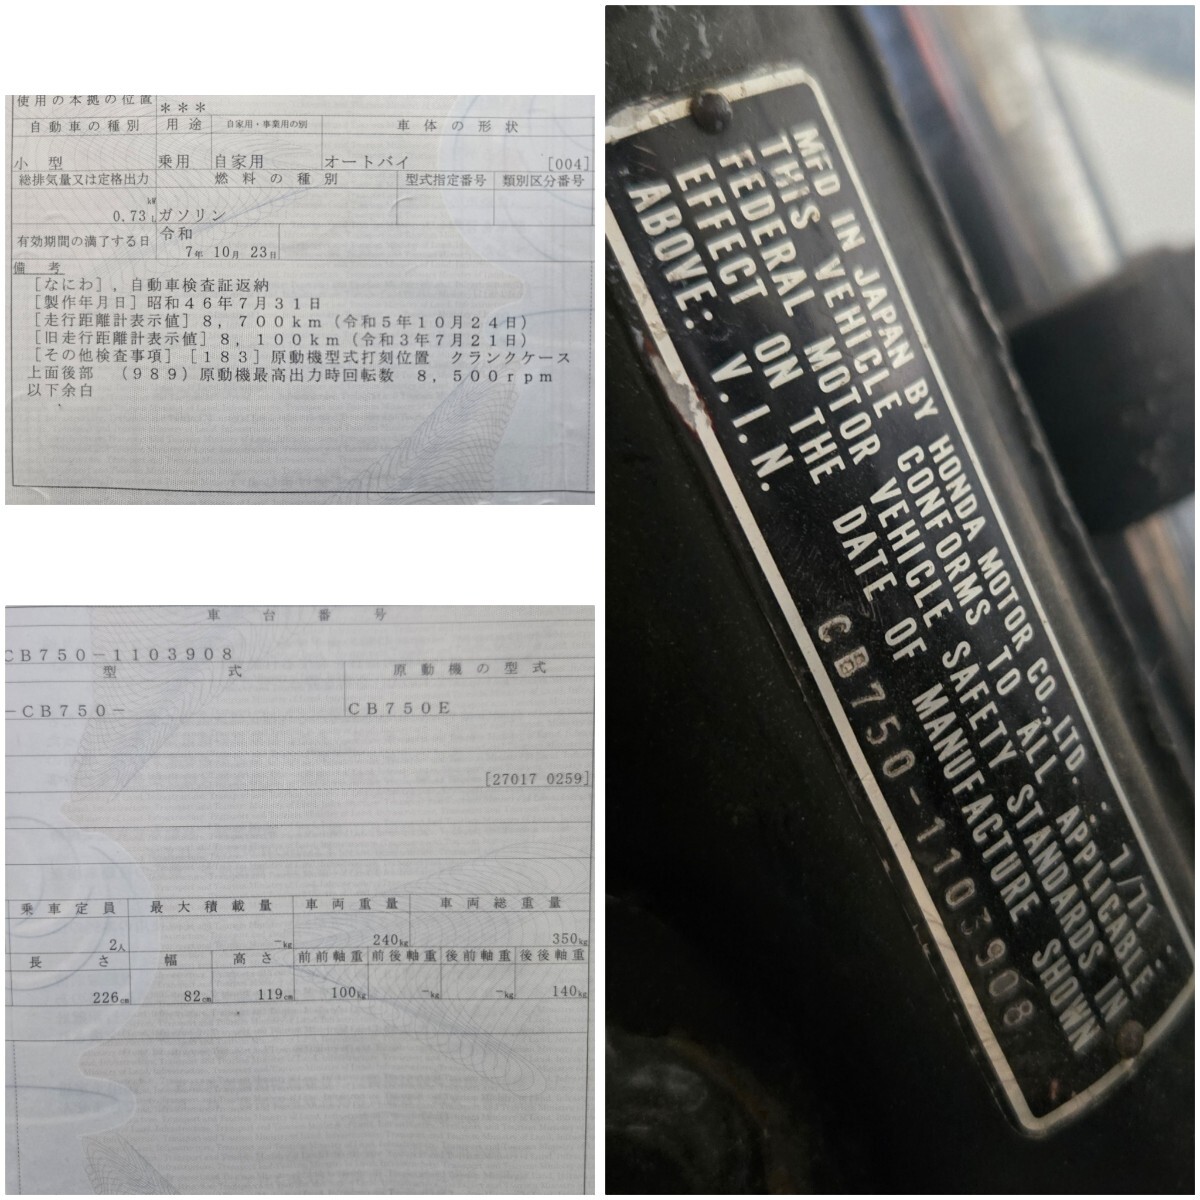 使用の本拠の位置
＊＊＊
自動車の種別 用途 自家用・事業用の別 車体の形状
小型 乗用 自家用 オートバイ [004]
総排気量又は定格出力 燃料の種別 型式指定番号 類別区分番号
kW
0.73 L ガソリン
有効期間の満了する日 令和
7年 10月 23日
備考
［なにわ］，自動車検査証返納
［製作年月日］昭和４６年７月３１日
［走行距離計表示値］８，７００ｋｍ（令和５年１０月２４日）
［旧走行距離計表示値］８，１００ｋｍ（令和３年７月２１日）
［その他検査事項］［１８３］原動機型式打刻位置　クランクケース
上面後部　（９８９）原動機最高出力時回転数　８，５００ｒｐｍ
以下余白
車台番号
CB750-1103908
型式 原動機の型式
-CB750- CB750E
[27017 0259]
乗車定員 最大積載量 車両重量 車両総重量
2人 -kg 240kg 350kg
長さ 幅 高さ 前前軸重 前後軸重 後前軸重 後後軸重
226cm 82cm 119cm 100kg -kg -kg 140kg
MFD IN JAPAN BY HONDA MOTOR CO., LTD. : 7/71 :
THIS VEHICLE CONFORMS TO ALL APPLICABLE
FEDERAL MOTOR VEHICLE SAFETY STANDARDS IN
EFFECT ON THE DATE OF MANUFACTURE SHOWN
ABOVE: V.I.N. CB750-1103908